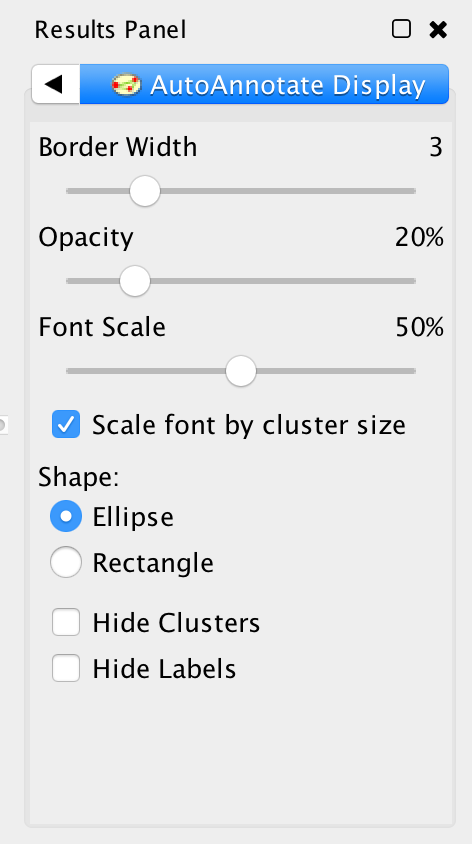 Results Panel
AutoAnnotate Display
Border Width 3
Opacity 20%
Font Scale 50%
Scale font by cluster size
Shape:
Ellipse
Rectangle
Hide Clusters
Hide Labels